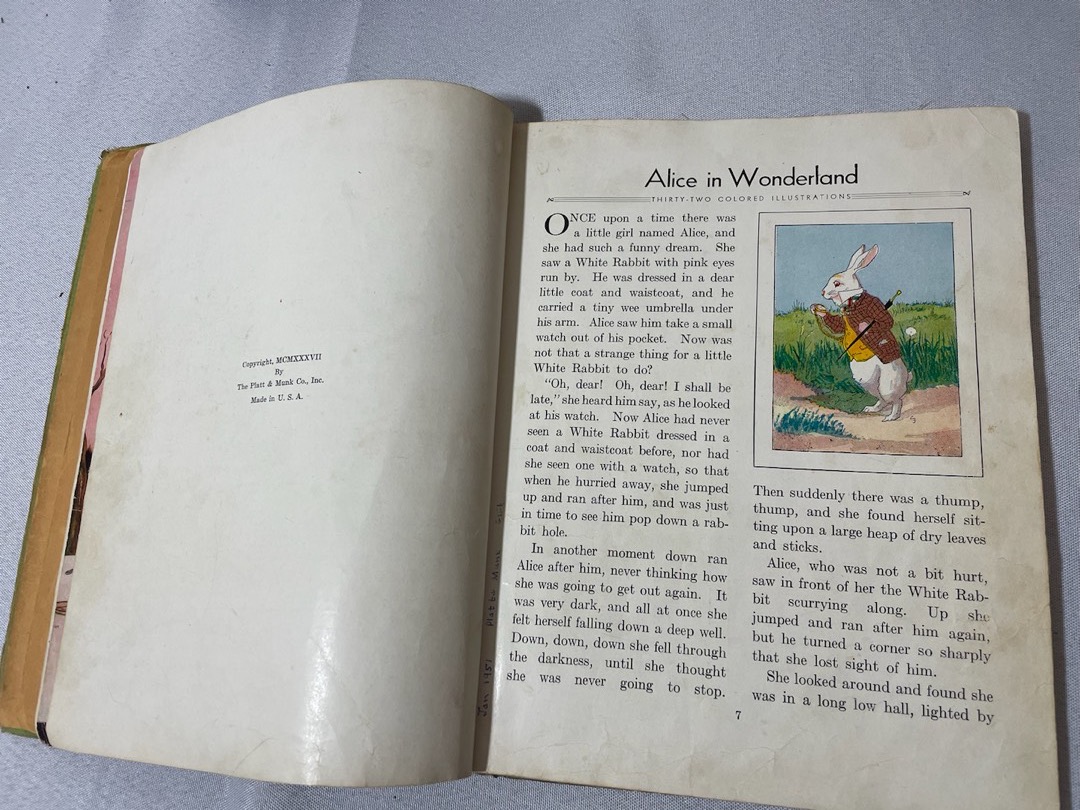 Copyright, MCMXXXVII
By
The Platt & Munk Co., Inc.
Made in U. S. A.
Jan 1951 Platt & Munk
Alice in Wonderland
THIRTY-TWO COLORED ILLUSTRATIONS
ONCE upon a time there was
a little girl named Alice, and
she had such a funny dream. She
saw a White Rabbit with pink eyes
run by. He was dressed in a dear
little coat and waistcoat, and he
carried a tiny wee umbrella under
his arm. Alice saw him take a small
watch out of his pocket. Now was
not that a strange thing for a little
White Rabbit to do?
"Oh, dear! Oh, dear! I shall be
late," she heard him say, as he looked
at his watch. Now Alice had never
seen a White Rabbit dressed in a
coat and waistcoat before, nor had
she seen one with a watch, so that
when he hurried away, she jumped
up and ran after him, and was just
in time to see him pop down a rab-
bit hole.
In another moment down ran
Alice after him, never thinking how
she was going to get out again. It
was very dark, and all at once she
felt herself falling down a deep well.
Down, down, down she fell through
the darkness, until she thought
she was never going to stop.
Then suddenly there was a thump,
thump, and she found herself sit-
ting upon a large heap of dry leaves
and sticks.
Alice, who was not a bit hurt,
saw in front of her the White Rab-
bit scurrying along. Up she
jumped and ran after him again,
but he turned a corner so sharply
that she lost sight of him.
She looked around and found she
was in a long low hall, lighted by
7